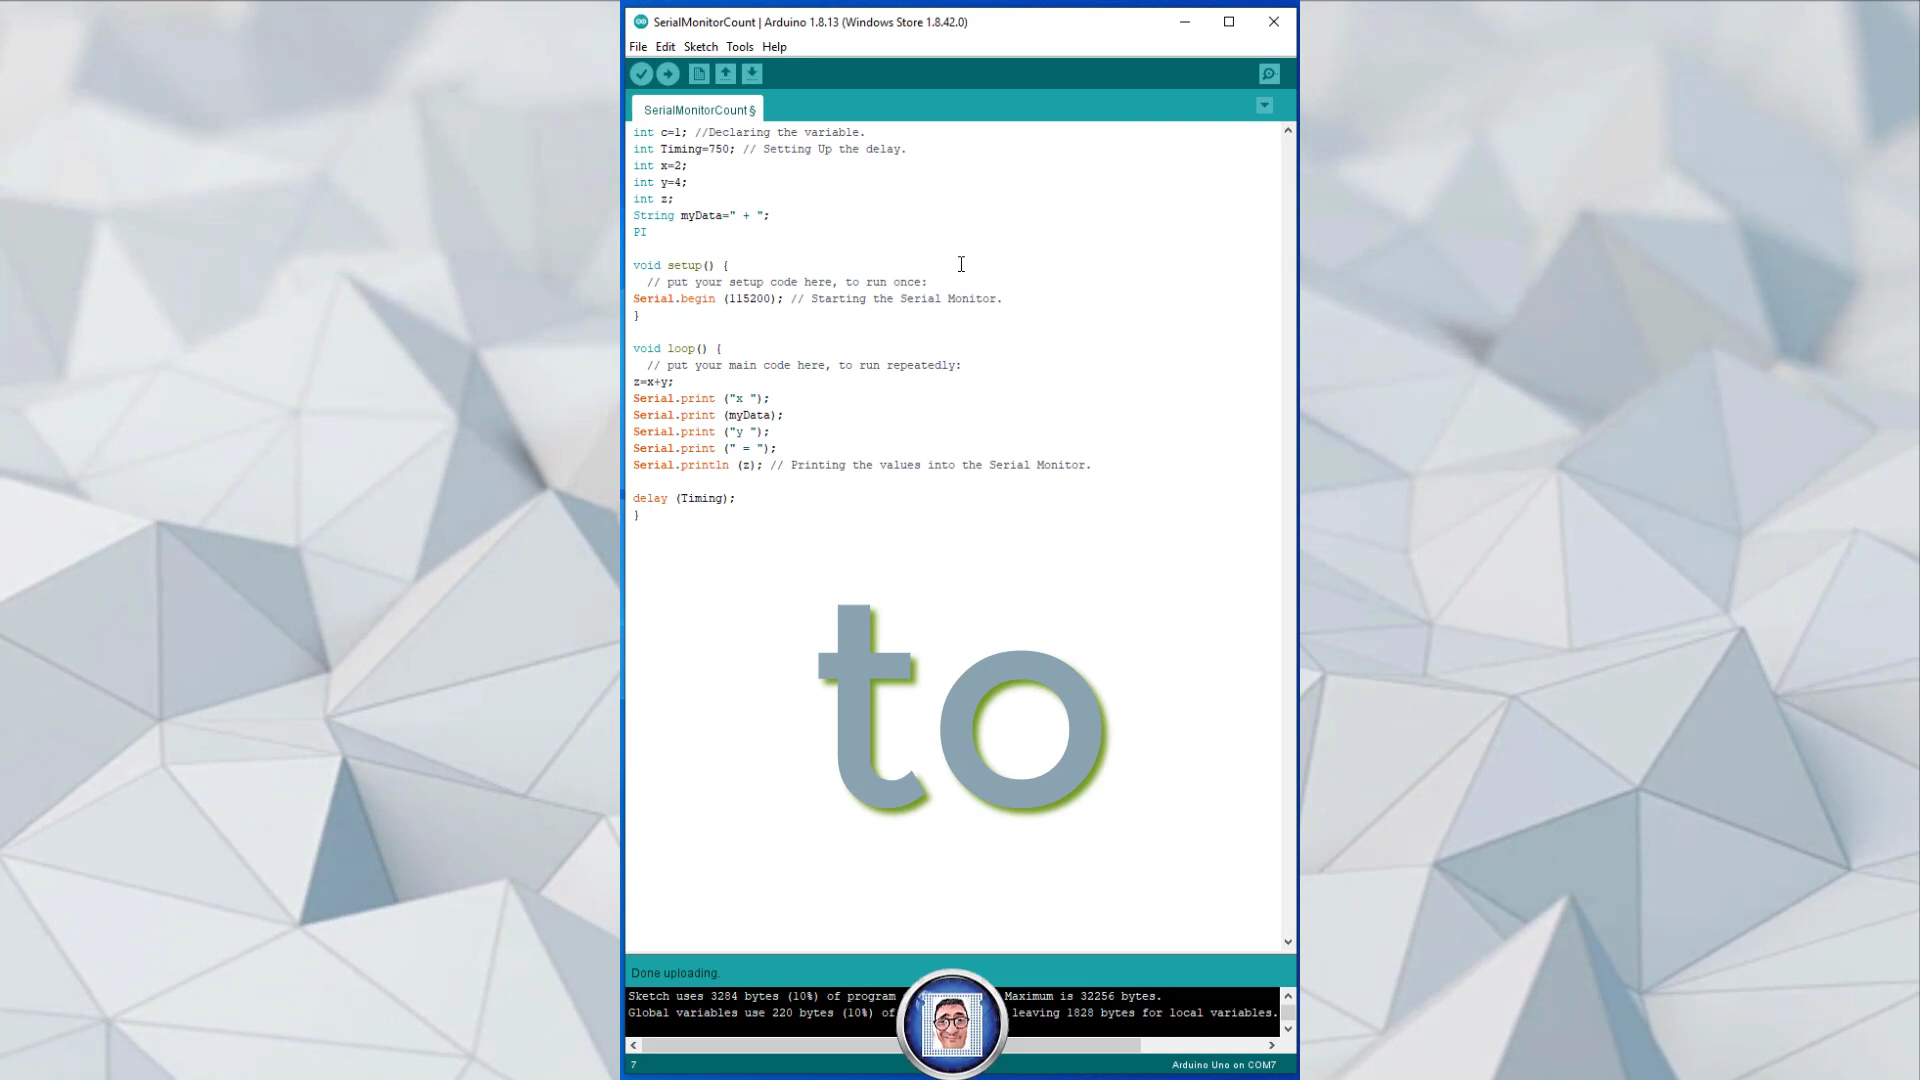 SerialMonitorCount | Arduino 1.8.13 (Windows Store 1.8.42.0)
File Edit Sketch Tools Help
SerialMonitorCount §
int c=1; //Declaring the variable.
int Timing=750; // Setting Up the delay.
int x=2;
int y=4;
int z;
String myData=" + ";
PI
void setup() {
// put your setup code here, to run once:
Serial.begin (115200); // Starting the Serial Monitor.
}
void loop() {
// put your main code here, to run repeatedly:
z=x+y;
Serial.print ("x ");
Serial.print (myData);
Serial.print ("y ");
Serial.print (" = ");
Serial.println (z); // Printing the values into the Serial Monitor.
delay (Timing);
}
to
Done uploading.
Sketch uses 3284 bytes (10%) of program Maximum is 32256 bytes.
Global variables use 220 bytes (10%) of leaving 1828 bytes for local variables.
7 Arduino Uno on COM7